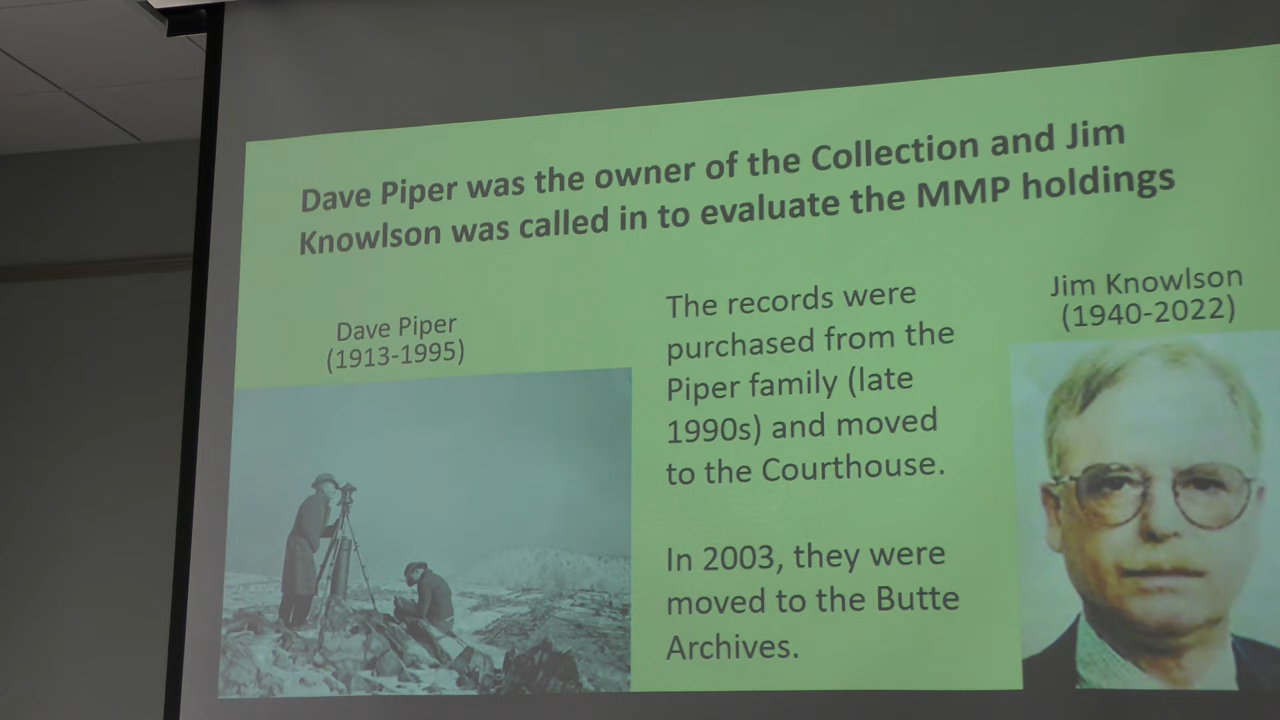 Dave Piper was the owner of the Collection and Jim
Knowlson was called in to evaluate the MMP holdings
Dave Piper
(1913-1995)
The records were
purchased from the
Piper family (late
1990s) and moved
to the Courthouse.
In 2003, they were
moved to the Butte
Archives.
Jim Knowlson
(1940-2022)